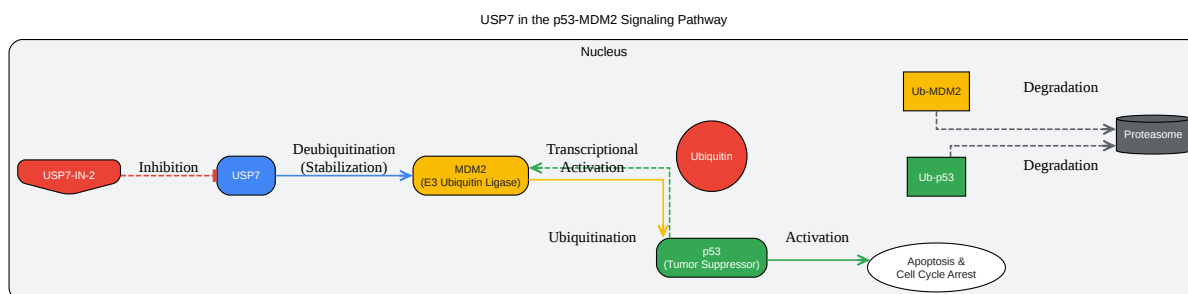 USP7 in the p53-MDM2 Signaling Pathway
Nucleus
USP7-IN-2
Inhibition
USP7
Deubiquitination
(Stabilization)
MDM2
(E3 Ubiquitin Ligase)
Transcriptional
Activation
Ubiquitin
Ub-MDM2
Degradation
Proteasome
Degradation
Ub-p53
Ubiquitination
p53
(Tumor Suppressor)
Activation
Apoptosis &
Cell Cycle Arrest